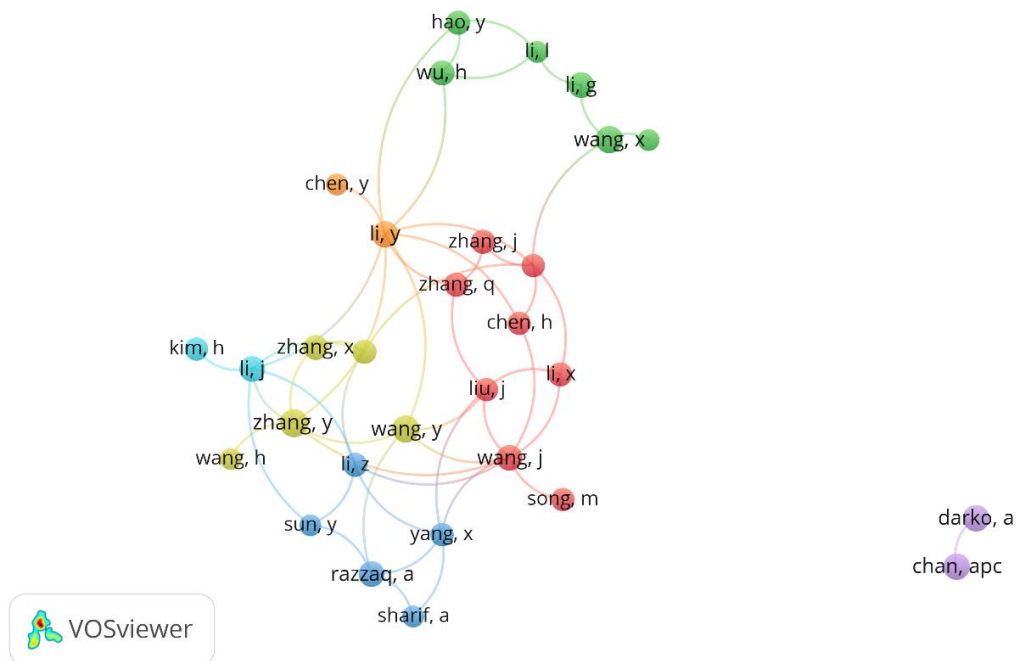 hao, y
li, l
wu, h
li, g
wang, x
chen, y
li, y
zhang, j
zhang, q
chen, h
kim, h
zhang, x
li, j
li, x
liu, j
zhang, y
wang, y
wang, h
li, z
wang, j
song, m
darko, a
sun, y
yang, x
chan, apc
razzaq, a
sharif, a
VOSviewer